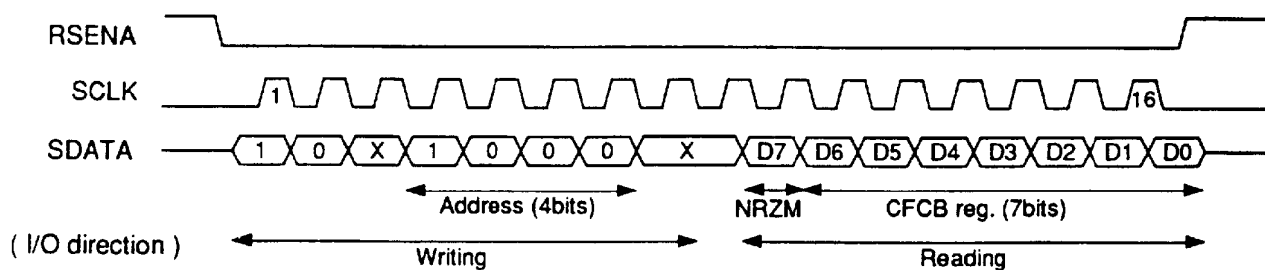 RSENA
SCLK 1 16
SDATA 1 0 X 1 0 0 0 X D7 D6 D5 D4 D3 D2 D1 D0
Address (4bits) NRZM CFCB reg. (7bits)
( I/O direction ) Writing Reading